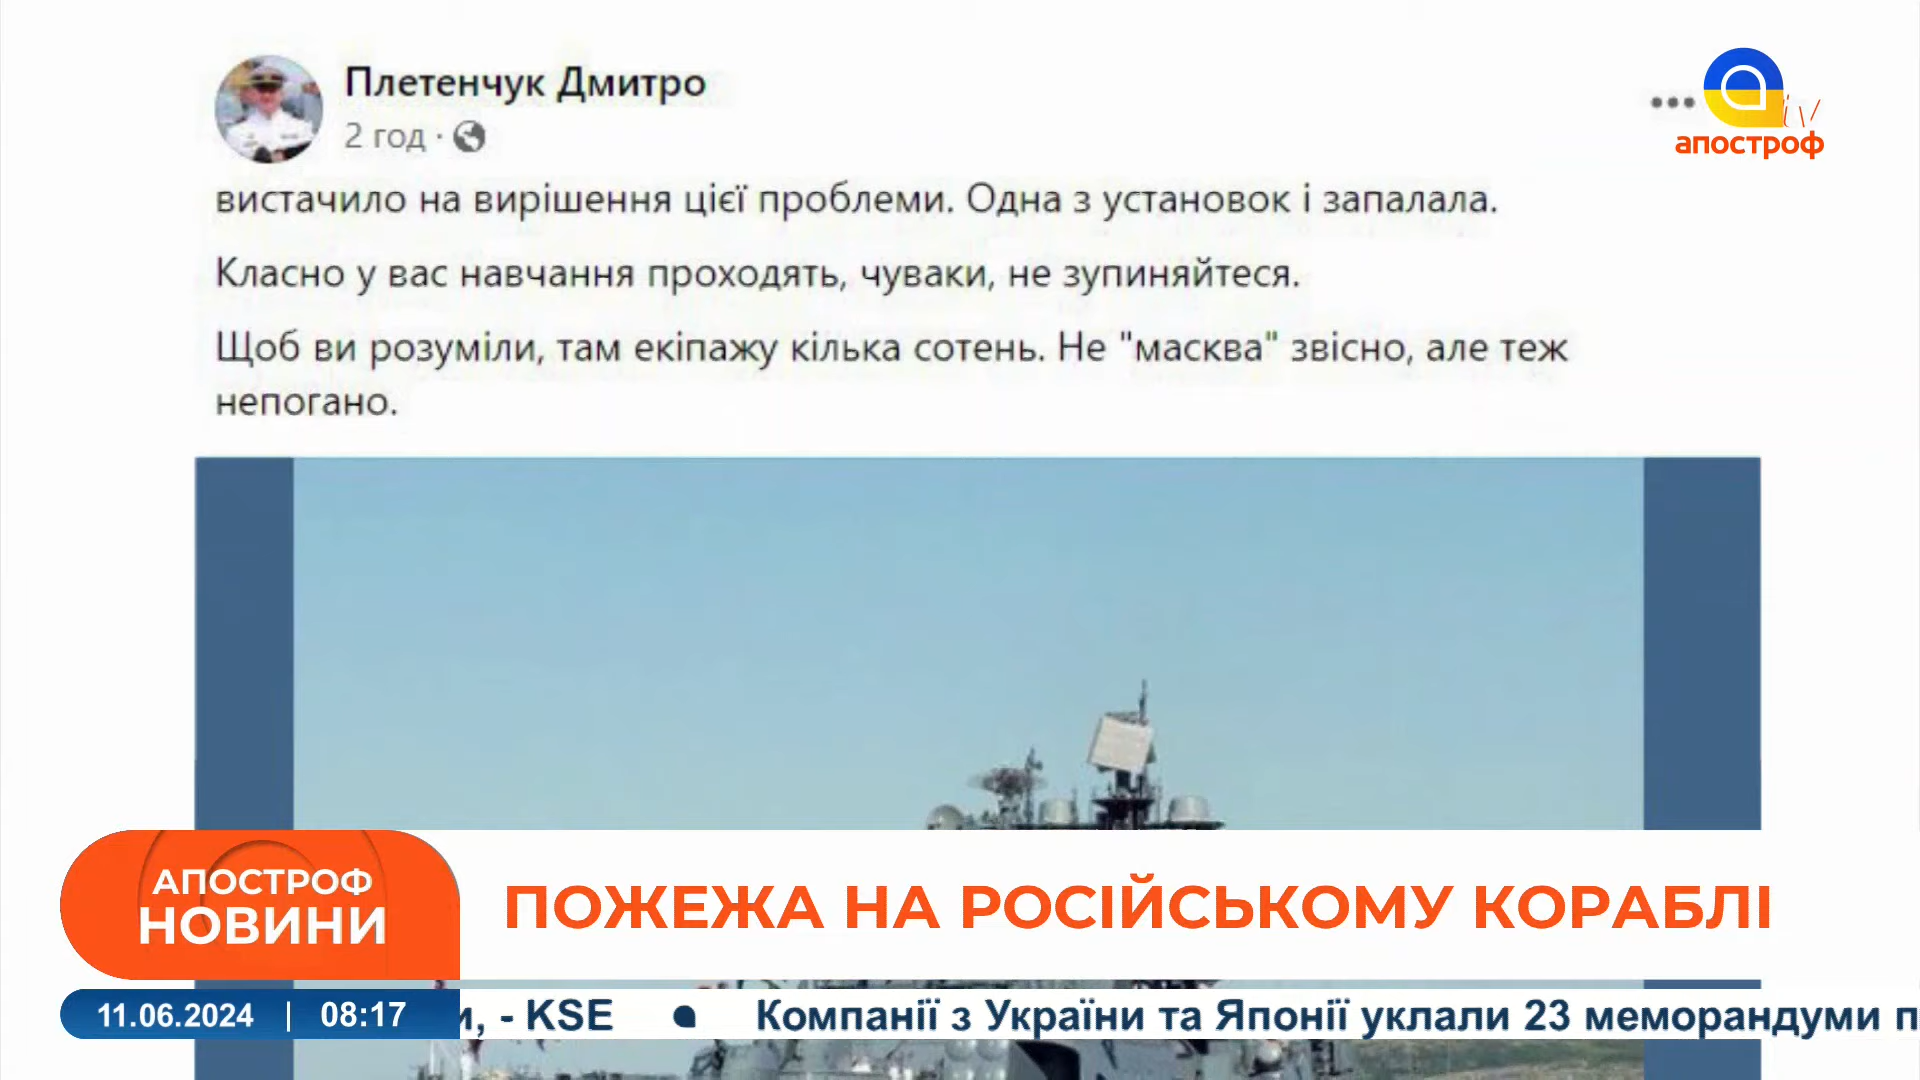 Плетенчук Дмитро
2 год ·
tv
апостроф
вистачило на вирішення цієї проблеми. Одна з установок і запалала.
Класно у вас навчання проходять, чуваки, не зупиняйтеся.
Щоб ви розуміли, там екіпажу кілька сотень. Не "масква" звісно, але теж
непогано.
АПОСТРОФ
НОВИНИ
ПОЖЕЖА НА РОСІЙСЬКОМУ КОРАБЛІ
11.06.2024 | 08:17
и, - KSE • Компанії з України та Японії уклали 23 меморандуми п